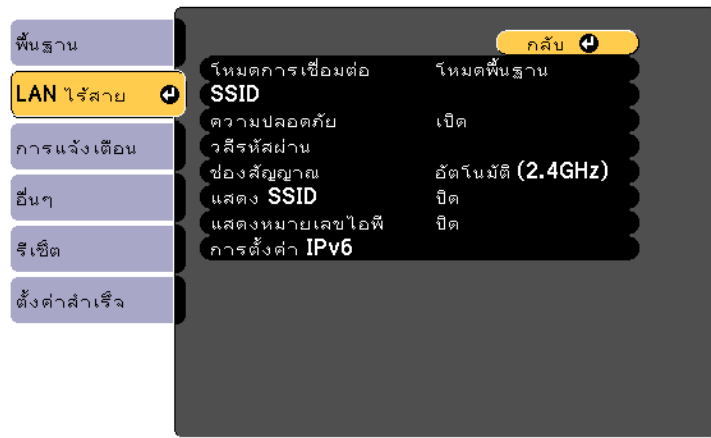 พื้นฐาน
LAN ไร้สาย
การแจ้งเตือน
อื่นๆ
รีเซ็ต
ตั้งค่าสำเร็จ
กลับ
โหมดการเชื่อมต่อ โหมดพื้นฐาน
SSID
ความปลอดภัย เปิด
วลีรหัสผ่าน
ช่องสัญญาณ อัตโนมัติ (2.4GHz)
แสดง SSID ปิด
แสดงหมายเลขไอพี ปิด
การตั้งค่า IPv6